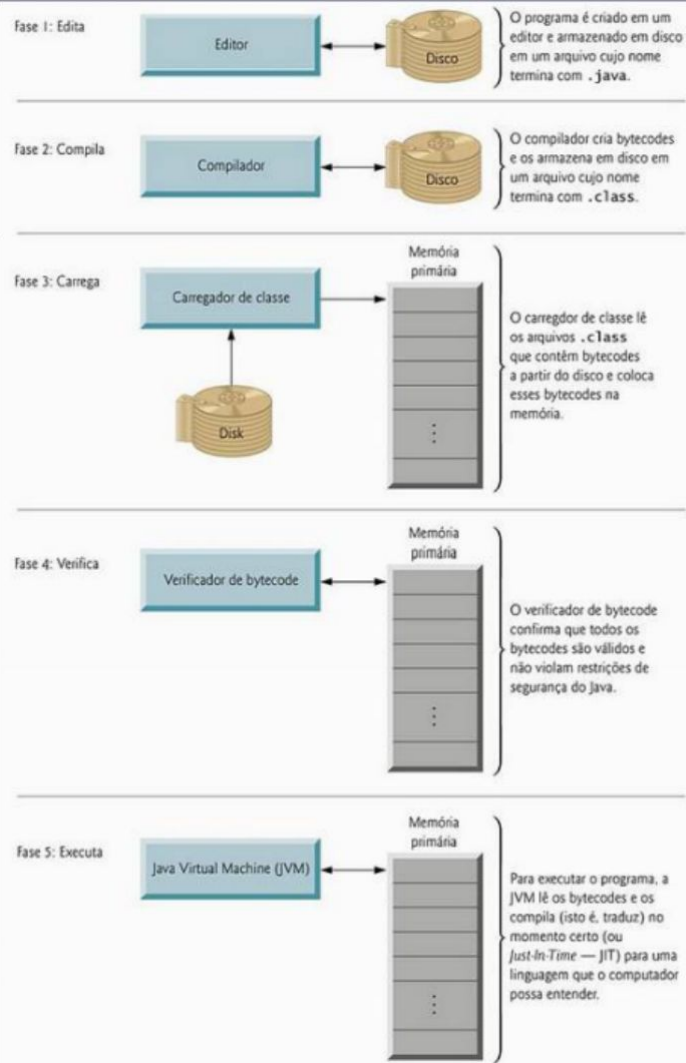 Fase 1: Edita
Editor
Disco
O programa é criado em um
editor e armazenado em disco
em um arquivo cujo nome
termina com .java.
Fase 2: Compila
Compilador
Disco
O compilador cria bytecodes
e os armazena em disco em
um arquivo cujo nome
termina com .class.
Fase 3: Carrega
Carregador de classe
Disk
Memória
primária
O carregdor de classe lê
os arquivos .class
que contêm bytecodes
a partir do disco e coloca
esses bytecodes na
memória.
Fase 4: Verifica
Verificador de bytecode
Memória
primária
O verificador de bytecode
confirma que todos os
bytecodes são válidos e
não violam restrições de
segurança do Java.
Fase 5: Executa
Java Virtual Machine (JVM)
Memória
primária
Para executar o programa, a
JVM lê os bytecodes e os
compila (isto é, traduz) no
momento certo (ou
Just-In-Time — JIT) para uma
linguagem que o computador
possa entender.